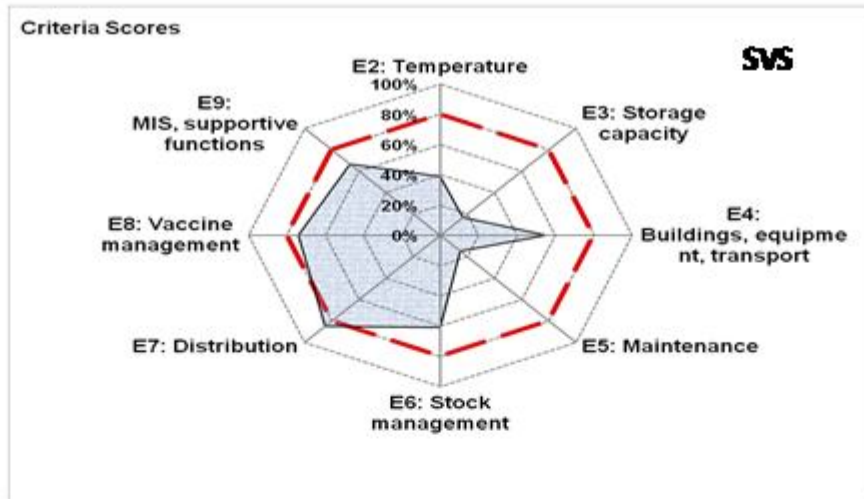 Criteria Scores
SVS
E2: Temperature
100%
80%
60%
40%
20%
0%
E3: Storage
capacity
E4:
Buildings, equipme
nt, transport
E5: Maintenance
E6: Stock
management
E7: Distribution
E8: Vaccine
management
E9:
MIS, supportive
functions